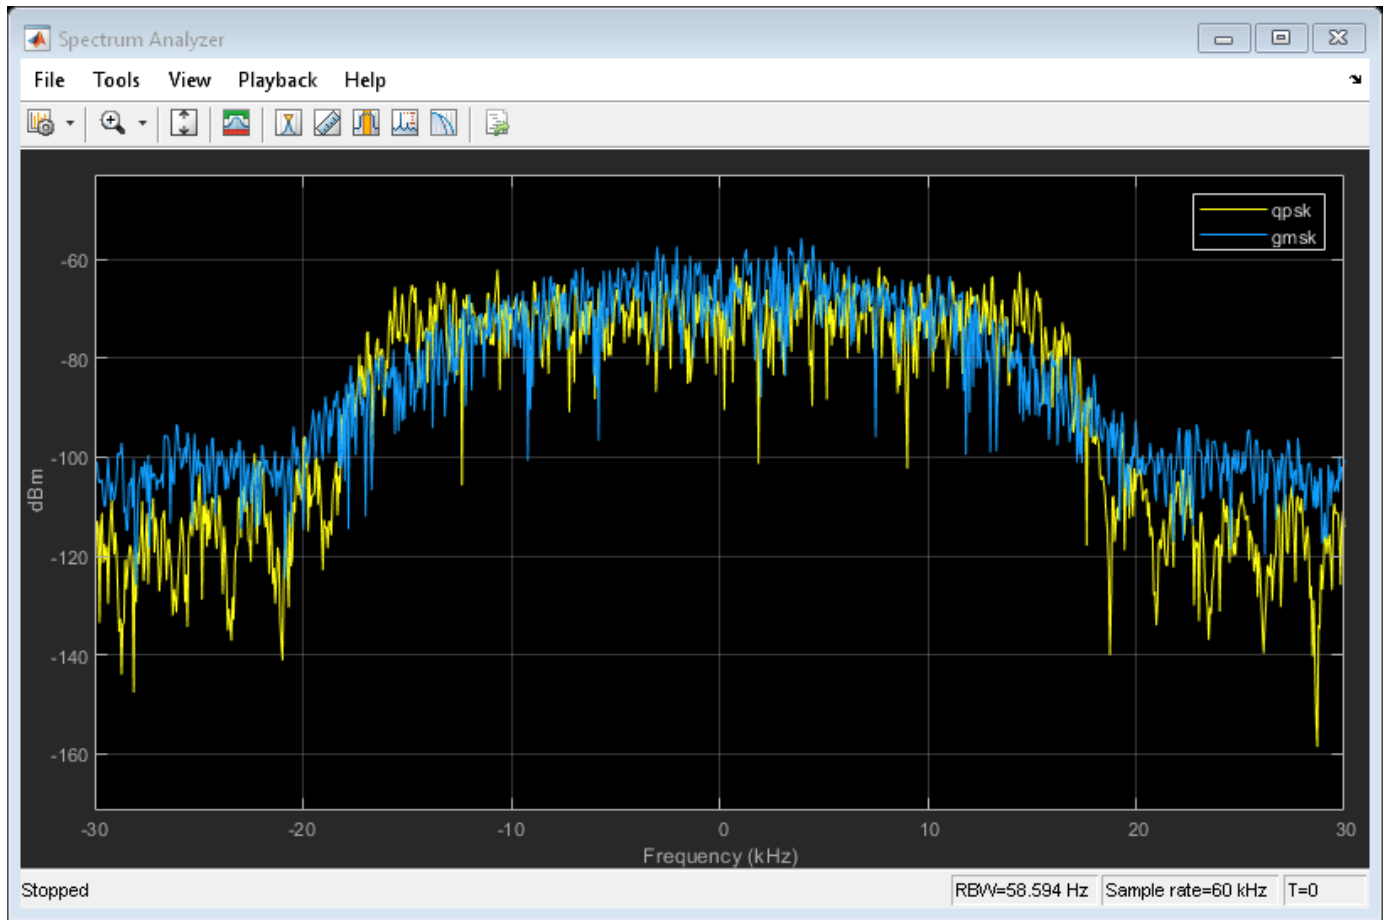 Spectrum Analyzer
File Tools View Playback Help
qpsk
gmsk
-60
-80
-100
-120
-140
-160
dBm
-30 -20 -10 0 10 20 30
Frequency (kHz)
Stopped RBW=58.594 Hz Sample rate=60 kHz T=0